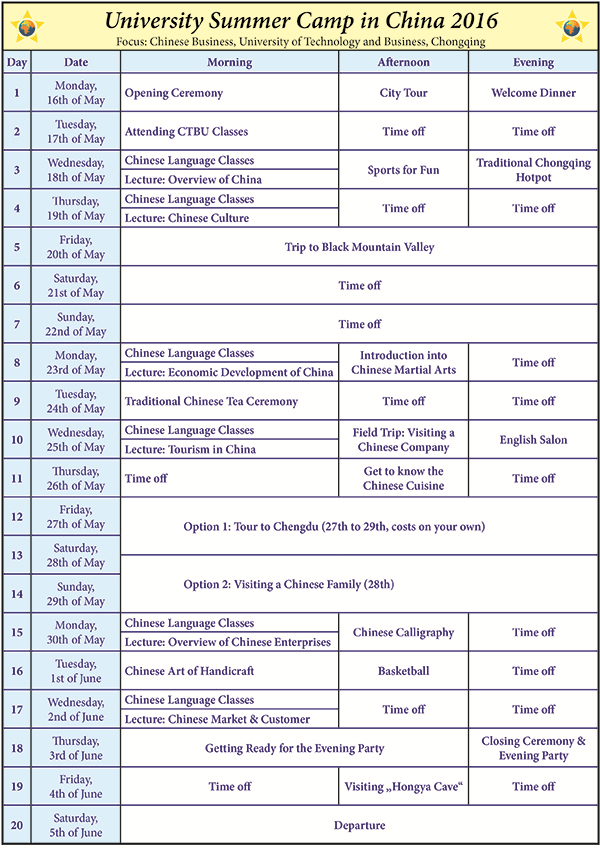 University Summer Camp in China 2016
Focus: Chinese Business, University of Technology and Business, Chongqing
Day Date Morning Afternoon Evening
1 Monday, 16th of May Opening Ceremony City Tour Welcome Dinner
2 Tuesday, 17th of May Attending CTBU Classes Time off Time off
3 Wednesday, 18th of May Chinese Language Classes
Lecture: Overview of China Sports for Fun Traditional Chongqing Hotpot
4 Thursday, 19th of May Chinese Language Classes
Lecture: Chinese Culture Time off Time off
5 Friday, 20th of May Trip to Black Mountain Valley
6 Saturday, 21st of May Time off
7 Sunday, 22nd of May Time off
8 Monday, 23rd of May Chinese Language Classes
Lecture: Economic Development of China Introduction into Chinese Martial Arts Time off
9 Tuesday, 24th of May Traditional Chinese Tea Ceremony Time off Time off
10 Wednesday, 25th of May Chinese Language Classes
Lecture: Tourism in China Field Trip: Visiting a Chinese Company English Salon
11 Thursday, 26th of May Time off Get to know the Chinese Cuisine Time off
12 Friday, 27th of May Option 1: Tour to Chengdu (27th to 29th, costs on your own)
13 Saturday, 28th of May
14 Sunday, 29th of May Option 2: Visiting a Chinese Family (28th)
15 Monday, 30th of May Chinese Language Classes
Lecture: Overview of Chinese Enterprises Chinese Calligraphy Time off
16 Tuesday, 1st of June Chinese Art of Handicraft Basketball Time off
17 Wednesday, 2nd of June Chinese Language Classes
Lecture: Chinese Market & Customer Time off Time off
18 Thursday, 3rd of June Getting Ready for the Evening Party Closing Ceremony & Evening Party
19 Friday, 4th of June Time off Visiting „Hongya Cave“ Time off
20 Saturday, 5th of June Departure